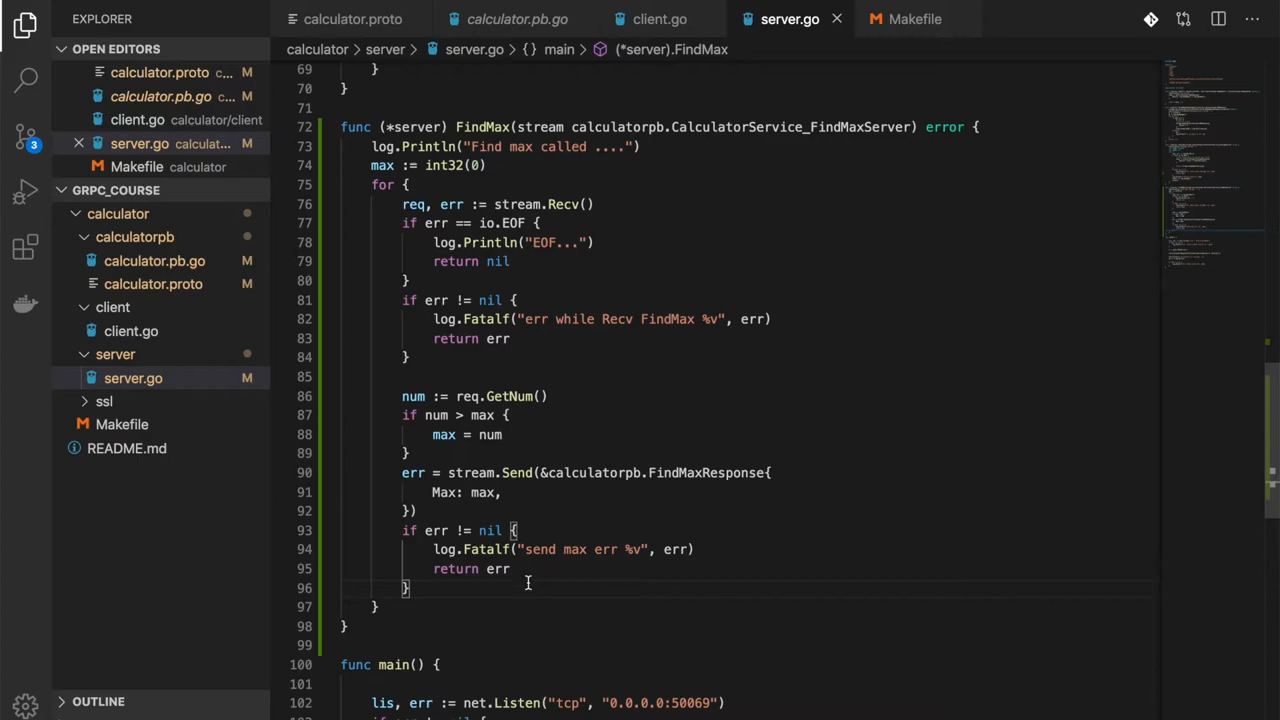 EXPLORER
calculator.proto
calculator.pb.go
client.go
server.go
Makefile
OPEN EDITORS
calculator > server > server.go > {} main > (*server).FindMax
calculator.proto c... M
calculator.pb.go c... M
client.go calculator/client
server.go calculat... M
Makefile calculator
GRPC_COURSE
calculator
calculatorpb
calculator.pb.go M
calculator.proto M
client
client.go
server
server.go M
ssl
Makefile
README.md
OUTLINE
3
69 }
70 }
71
72 func (*server) FindMax(stream calculatorpb.CalculatorService_FindMaxServer) error {
73 log.Println("Find max called ....")
74 max := int32(0)
75 for {
76 req, err := stream.Recv()
77 if err == io.EOF {
78 log.Println("EOF...")
79 return nil
80 }
81 if err != nil {
82 log.Fatalf("err while Recv FindMax %v", err)
83 return err
84 }
85
86 num := req.GetNum()
87 if num > max {
88 max = num
89 }
90 err = stream.Send(&calculatorpb.FindMaxResponse{
91 Max: max,
92 })
93 if err != nil {
94 log.Fatalf("send max err %v", err)
95 return err
96 }
97 }
98 }
99
100 func main() {
101
102 lis, err := net.Listen("tcp", "0.0.0.0:50069")